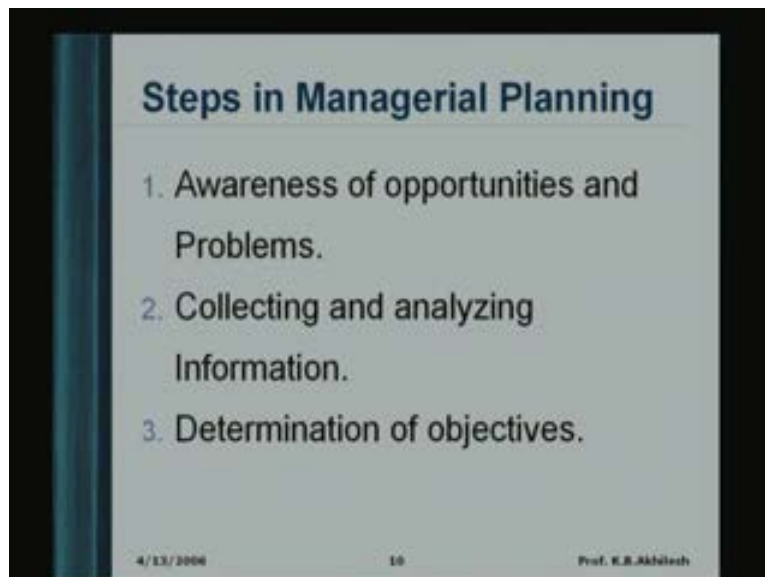 Steps in Managerial Planning
1. Awareness of opportunities and
Problems.
2. Collecting and analyzing
Information.
3. Determination of objectives.
4/13/2006 10 Prof. K.B.Akhilesh